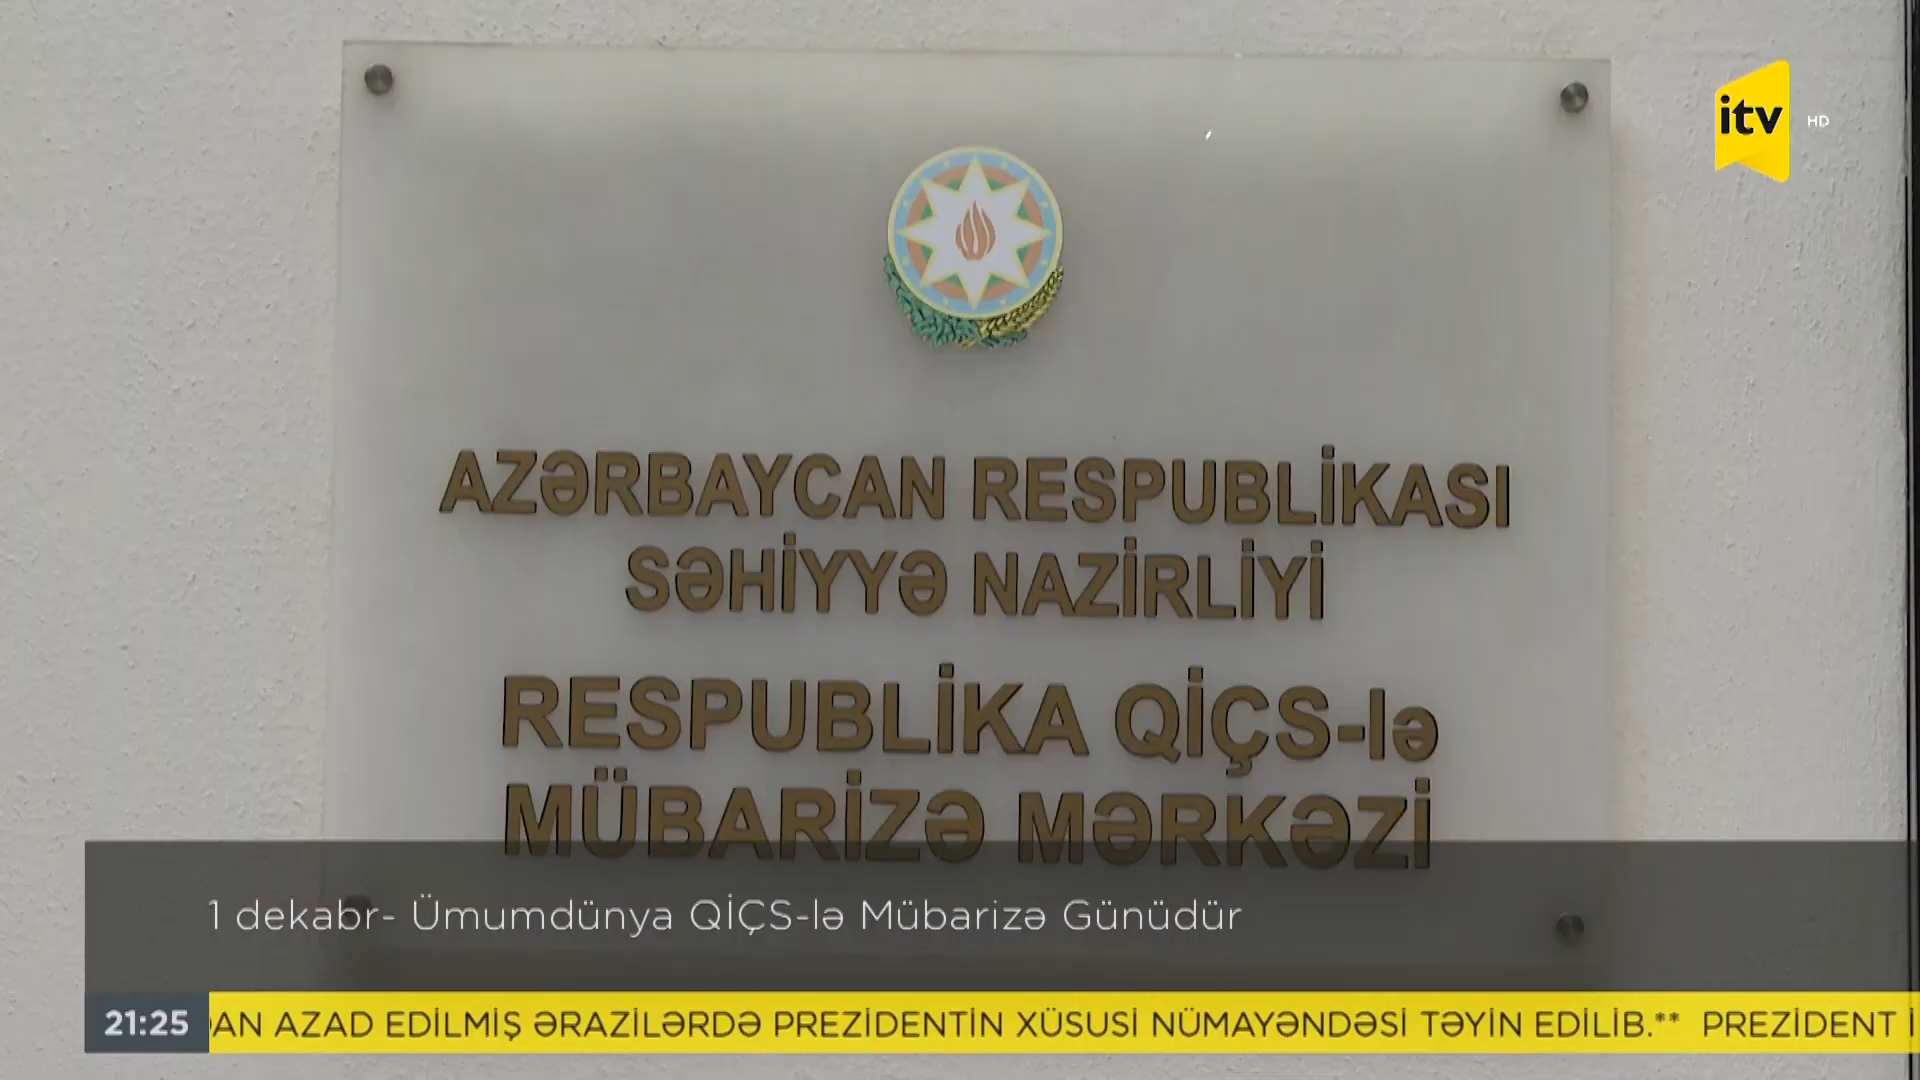 itv HD
AZƏRBAYCAN RESPUBLİKASI
SƏHİYYƏ NAZİRLİYİ
RESPUBLİKA QİÇS-lə
MÜBARİZƏ MƏRKƏZİ
1 dekabr- Ümumdünya QİÇS-lə Mübarizə Günüdür
21:25 DAN AZAD EDİLMİŞ ƏRAZİLƏRDƏ PREZİDENTİN XÜSUSİ NÜMAYƏNDƏSİ TƏYİN EDİLİB.** PREZİDENT İ